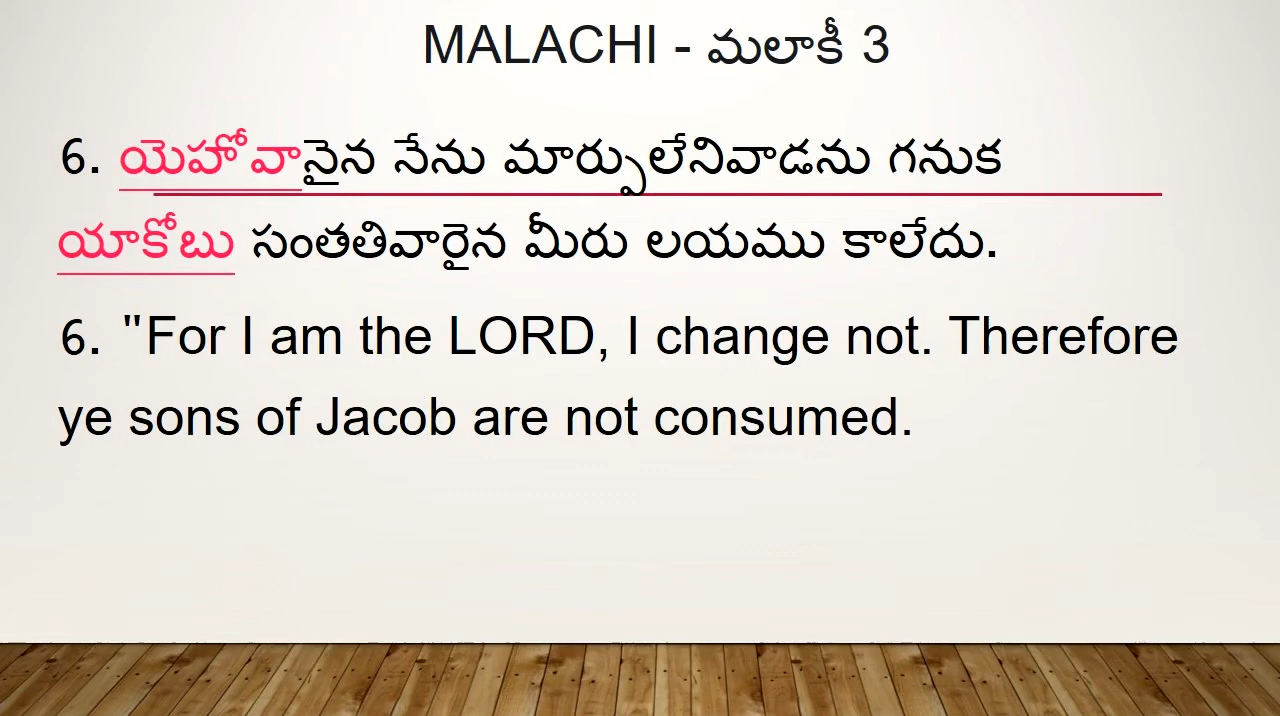 MALACHI - మలాకీ 3
6. యెహోవానైన నేను మార్పులేనివాడను గనుక
యాకోబు సంతతివారైన మీరు లయము కాలేదు.
6. "For I am the LORD, I change not. Therefore
ye sons of Jacob are not consumed.